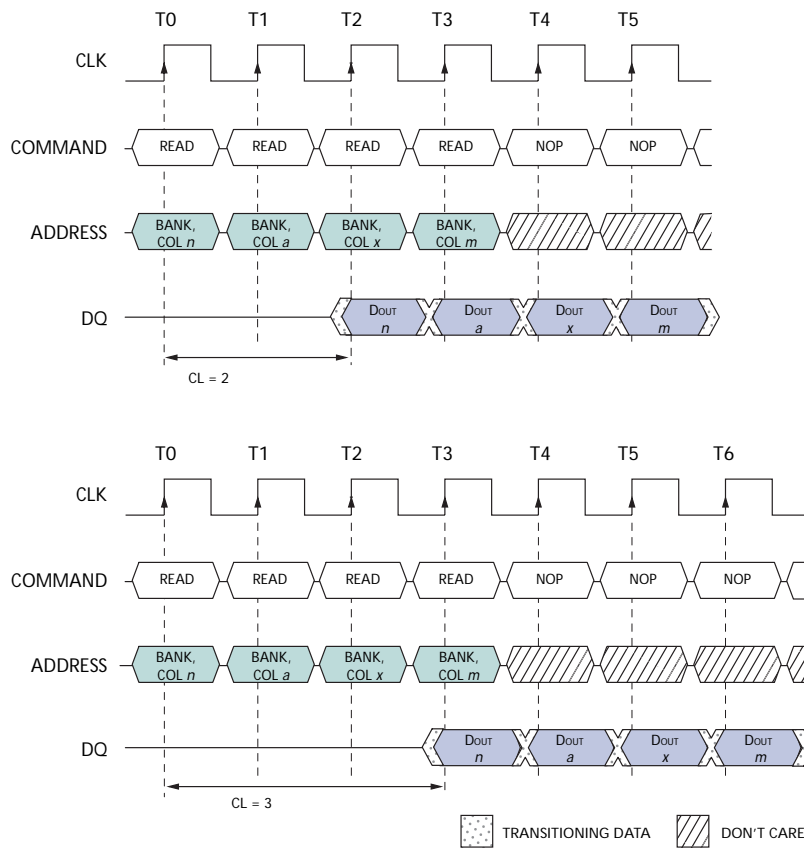 T0 T1 T2 T3 T4 T5
CLK
COMMAND READ READ READ READ NOP NOP
ADDRESS BANK, COL n BANK, COL a BANK, COL x BANK, COL m
DQ DOUT n DOUT a DOUT x DOUT m
CL = 2
T0 T1 T2 T3 T4 T5 T6
CLK
COMMAND READ READ READ READ NOP NOP NOP
ADDRESS BANK, COL n BANK, COL a BANK, COL x BANK, COL m
DQ DOUT n DOUT a DOUT x DOUT m
CL = 3
TRANSITIONING DATA DON'T CARE